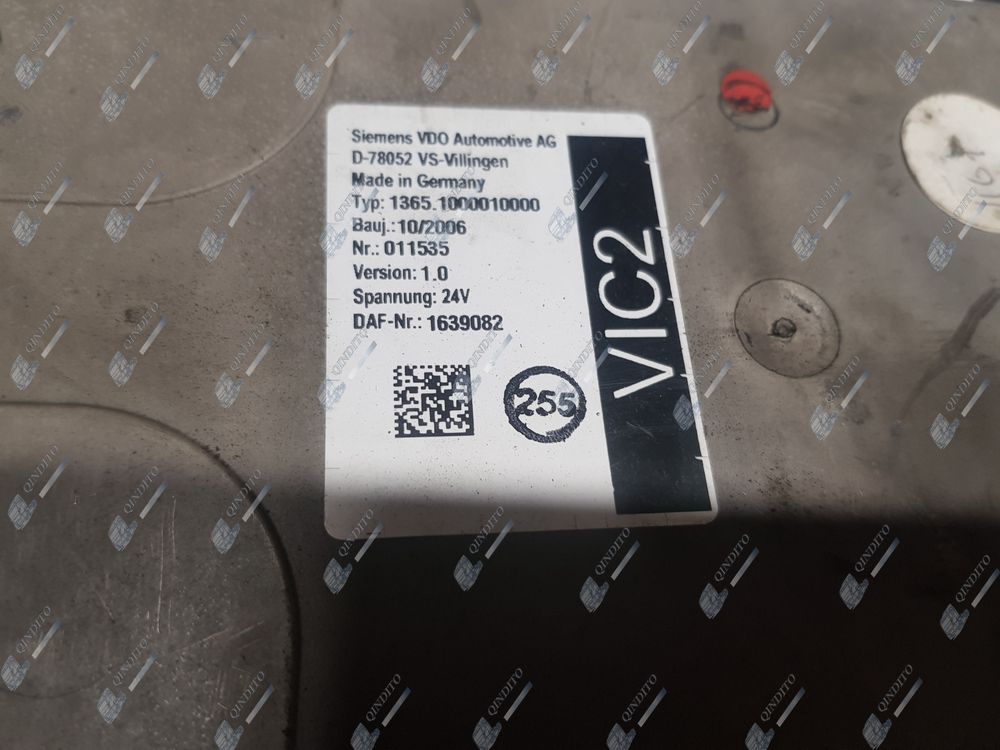 Siemens VDO Automotive AG
D-78052 VS-Villingen
Made in Germany
Typ: 1365.1000010000
Bauj.: 10/2006
Nr.: 011535
Version: 1.0
Spannung: 24V
DAF-Nr.: 1639082
255
VIC2
QINDITO